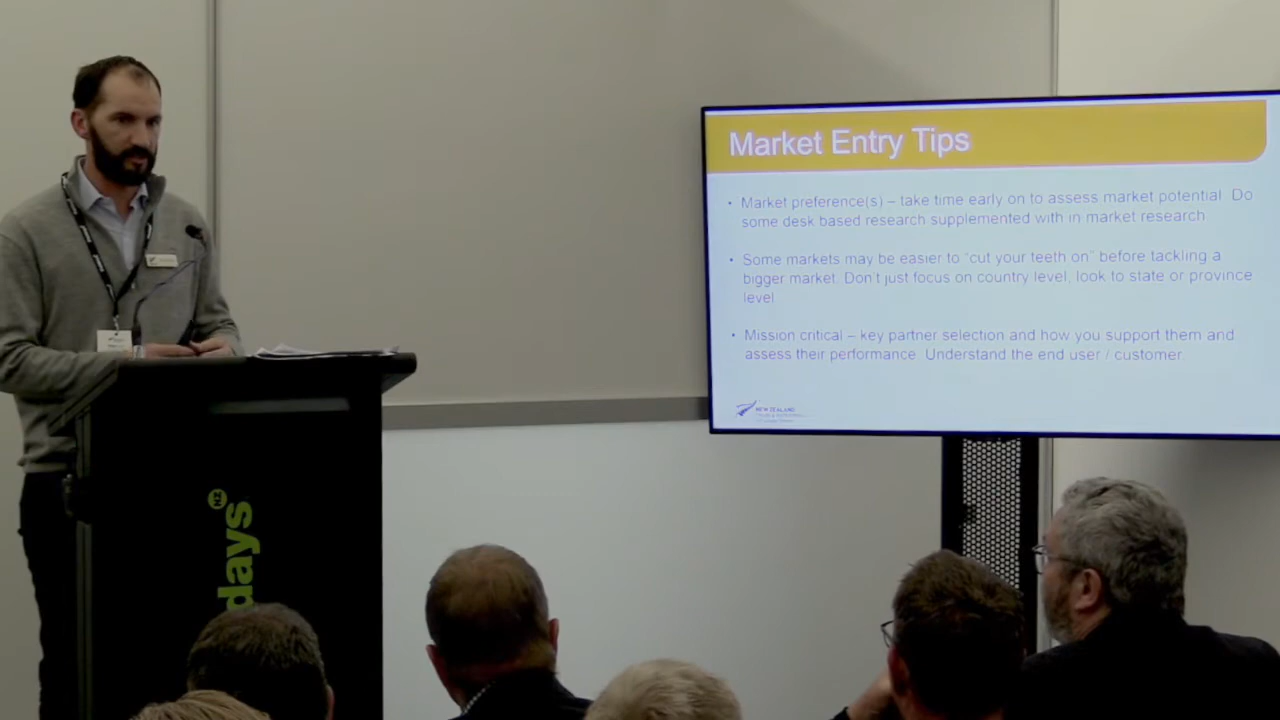 Market Entry Tips
• Market preference(s) – take time early on to assess market potential Do
some desk based research supplemented with in market research
• Some markets may be easier to "cut your teeth on" before tackling a
bigger market. Don't just focus on country level, look to state or province
level
• Mission critical – key partner selection and how you support them and
assess their performance Understand the end user / customer
NEW ZEALAND
days NZ